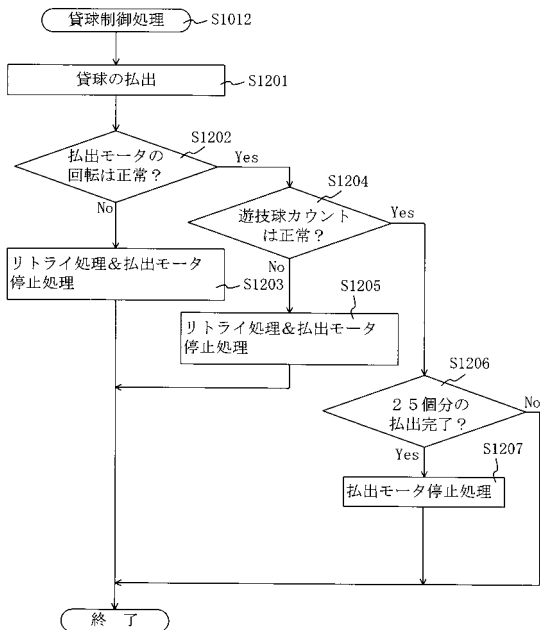 貸球制御処理
S1012
貸球の払出
S1201
払出モータの
回転は正常?
S1202
Yes
No
遊技球カウント
は正常?
S1204
Yes
No
リトライ処理&払出モータ
停止処理
S1203
リトライ処理&払出モータ
停止処理
S1205
25個分の
払出完了?
S1206
No
Yes
払出モータ停止処理
S1207
終 了